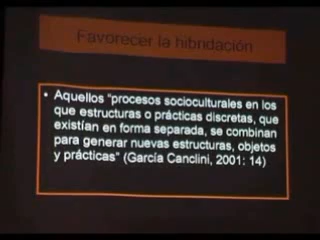 Favorecer la hibridación
• Aquellos "procesos socioculturales en los
que estructuras o prácticas discretas, que
existían en forma separada, se combinan
para generar nuevas estructuras, objetos
y prácticas" (García Canclini, 2001: 14)